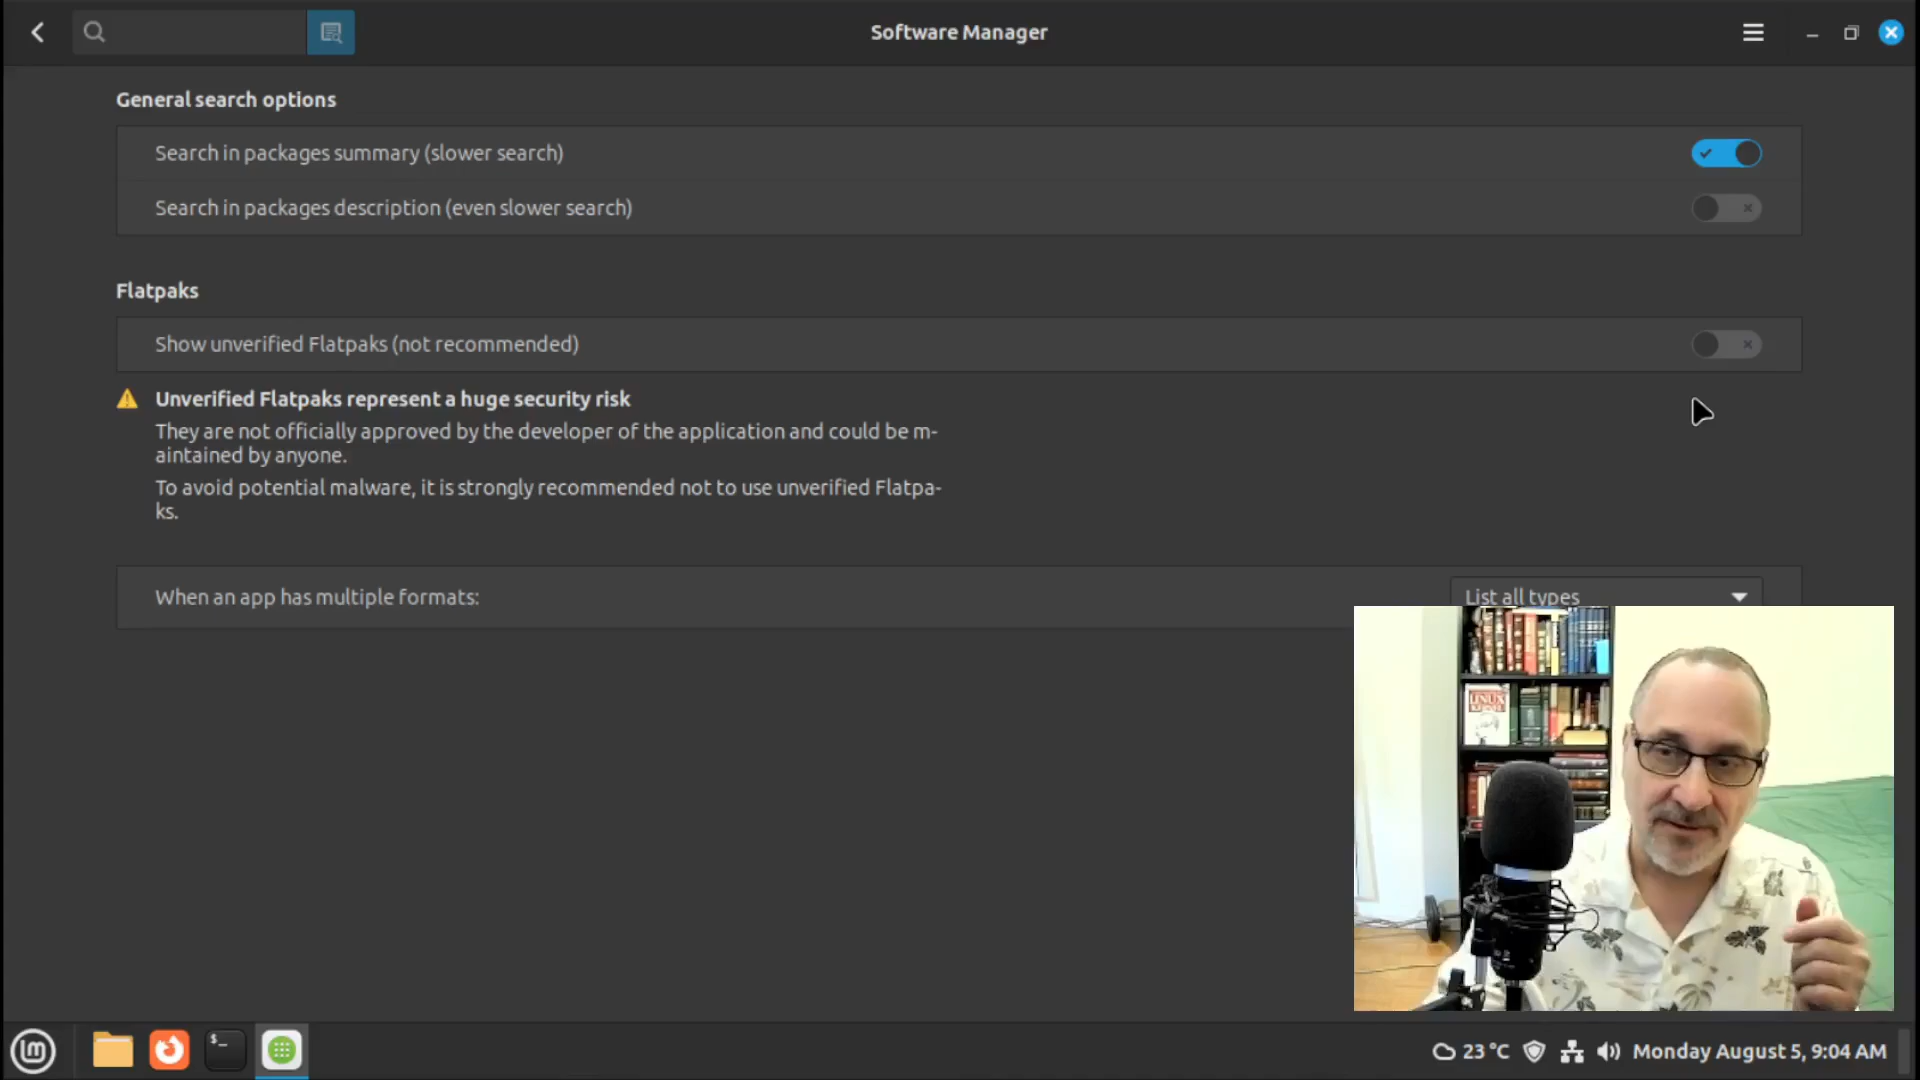 Software Manager
General search options
Search in packages summary (slower search)
Search in packages description (even slower search)
Flatpaks
Show unverified Flatpaks (not recommended)
Unverified Flatpaks represent a huge security risk
They are not officially approved by the developer of the application and could be m-
aintained by anyone.
To avoid potential malware, it is strongly recommended not to use unverified Flatpa-
ks.
When an app has multiple formats:
List all types
LINUX
KERNEL
$_
23 °C
Monday August 5, 9:04 AM